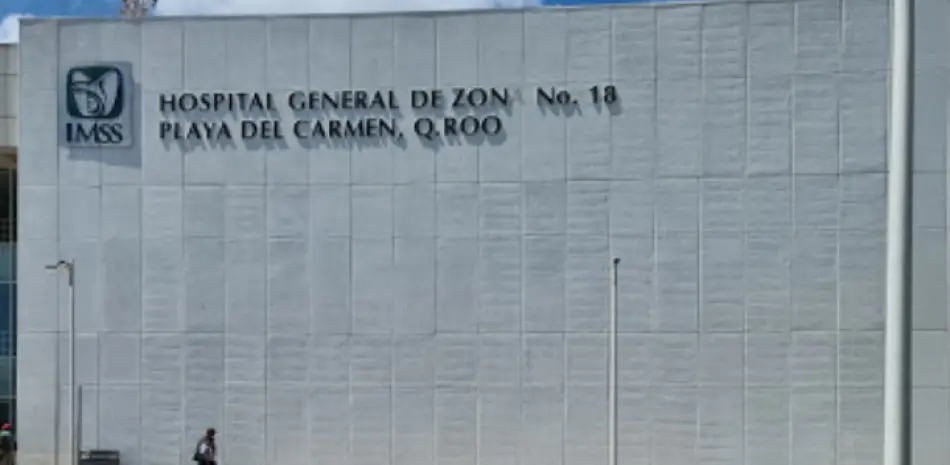 IMSS
HOSPITAL GENERAL DE ZON No. 18
PLAYA DEL CARMEN, Q.ROO